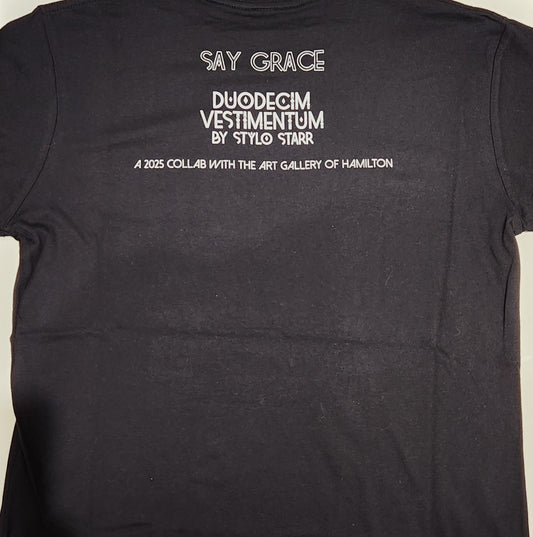 SAY GRACE
DUODECIM
VESTIMENTUM
BY STYLO STARR
A 2025 COLLAB WITH THE ART GALLERY OF HAMILTON